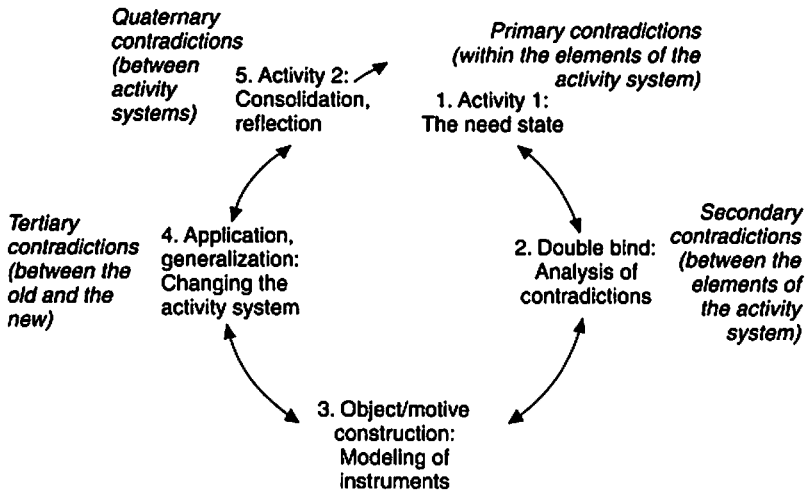 Quaternary
contradictions
(between
activity
systems)
Primary contradictions
(within the elements of the
activity system)
5. Activity 2:
Consolidation,
reflection
1. Activity 1:
The need state
Secondary
contradictions
(between the
elements of
the activity
system)
2. Double bind:
Analysis of
contradictions
3. Object/motive
construction:
Modeling of
instruments
4. Application,
generalization:
Changing the
activity system
Tertiary
contradictions
(between the
old and the
new)